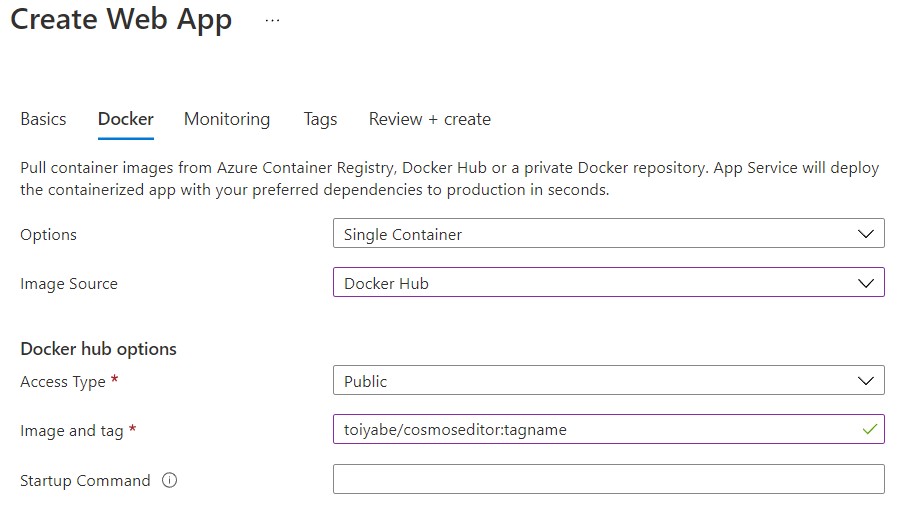 Create Web App ...
Basics Docker Monitoring Tags Review + create
Pull container images from Azure Container Registry, Docker Hub or a private Docker repository. App Service will deploy
the containerized app with your preferred dependencies to production in seconds.
Options Single Container
Image Source Docker Hub
Docker hub options
Access Type * Public
Image and tag * toiyabe/cosmoseditor:tagname
Startup Command